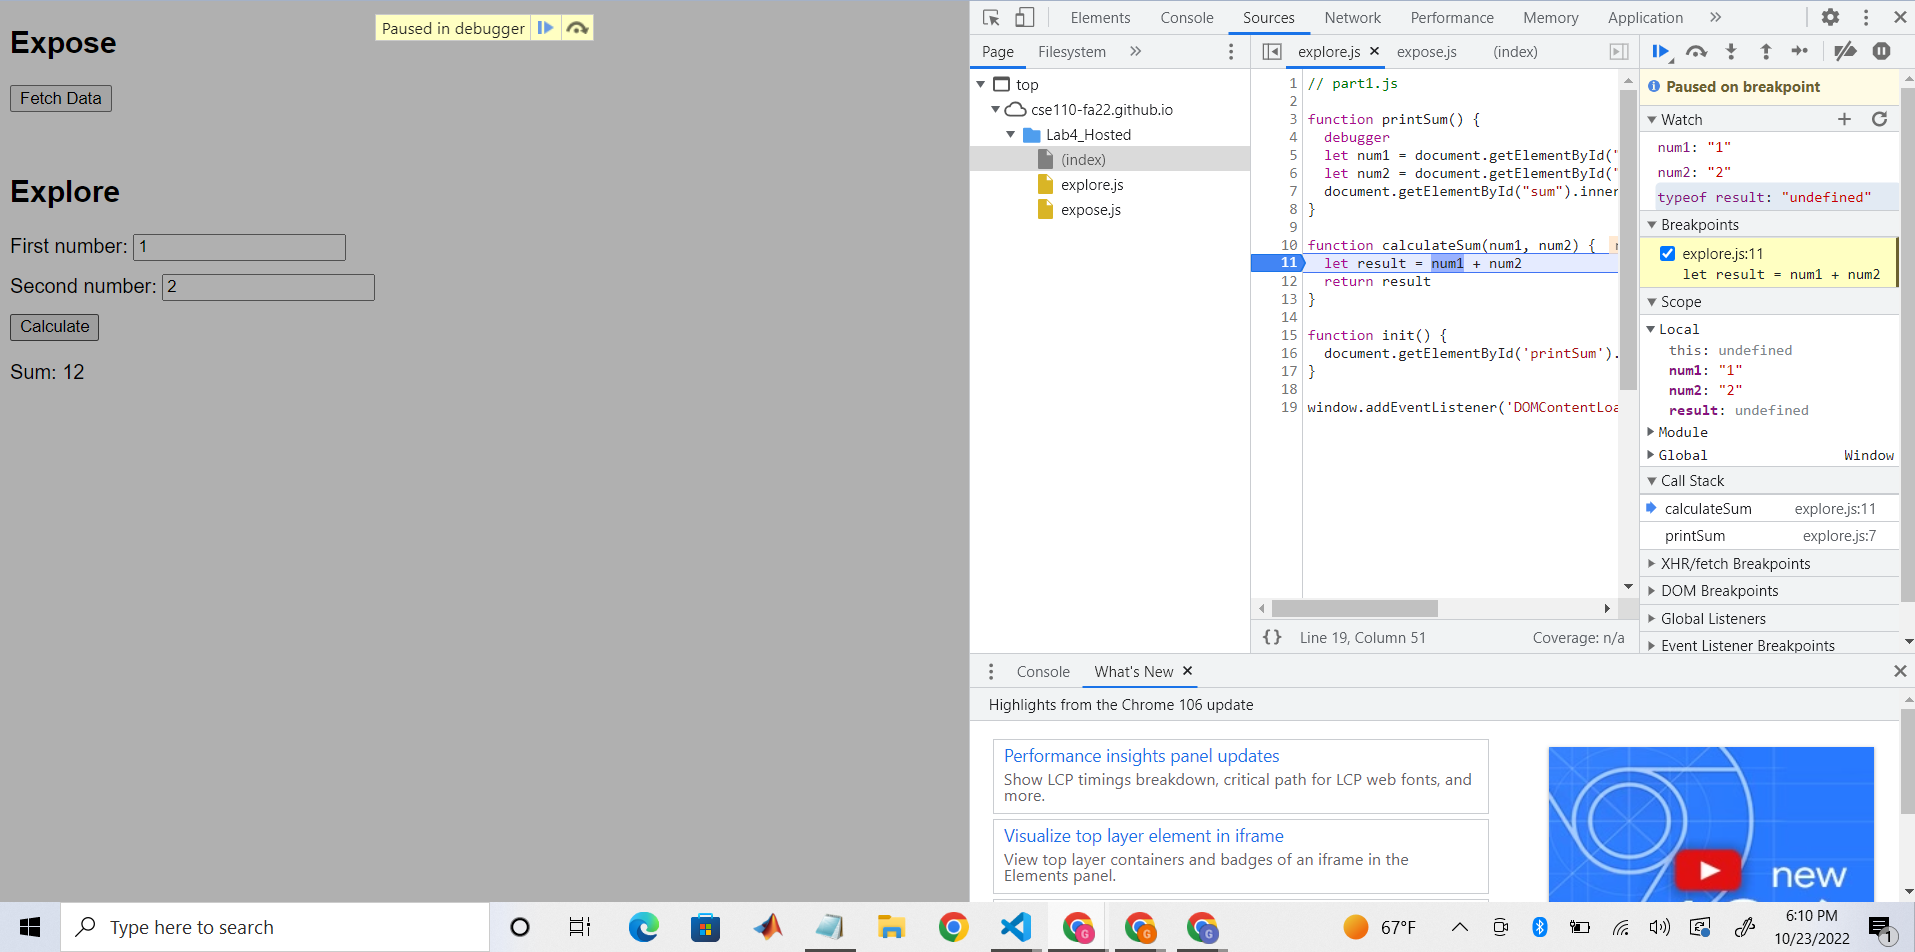 Paused in debugger
Expose
Fetch Data
Explore
First number: 1
Second number: 2
Calculate
Sum: 12
Elements Console Sources Network Performance Memory Application
Page Filesystem
top
cse110-fa22.github.io
Lab4_Hosted
(index)
explore.js
expose.js
explore.js expose.js (index)
1 // part1.js
2
3 function printSum() {
4 debugger
5 let num1 = document.getElementById("
6 let num2 = document.getElementById("
7 document.getElementById("sum").inner
8 }
9
10 function calculateSum(num1, num2) {
11 let result = num1 + num2
12 return result
13 }
14
15 function init() {
16 document.getElementById('printSum').
17 }
18
19 window.addEventListener('DOMContentLoa
{} Line 19, Column 51 Coverage: n/a
Paused on breakpoint
Watch
num1: "1"
num2: "2"
typeof result: "undefined"
Breakpoints
explore.js:11
let result = num1 + num2
Scope
Local
this: undefined
num1: "1"
num2: "2"
result: undefined
Module
Global Window
Call Stack
calculateSum explore.js:11
printSum explore.js:7
XHR/fetch Breakpoints
DOM Breakpoints
Global Listeners
Event Listener Breakpoints
Console What's New
Highlights from the Chrome 106 update
Performance insights panel updates
Show LCP timings breakdown, critical path for LCP web fonts, and
more.
Visualize top layer element in iframe
View top layer containers and badges of an iframe in the
Elements panel.
new
Type here to search
G
G
G
67°F
6:10 PM
10/23/2022
1